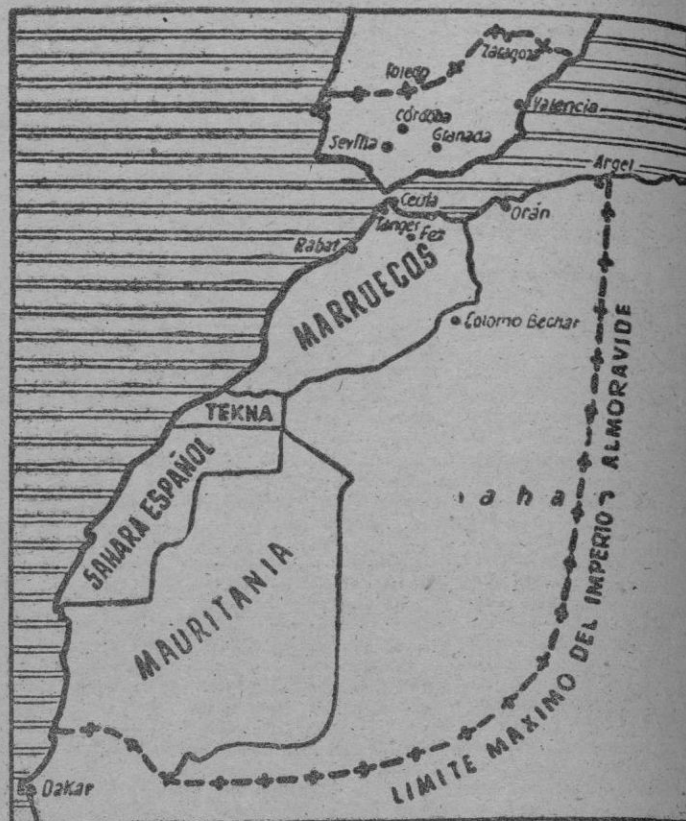 Zaragoza
Toledo
Valencia
Córdoba
Sevilla
Granada
Argel
Ceuta
Orán
Tanger
Fez
Rabat
MARRUECOS
Colomo Bechar
TEKNA
SAHARA ESPAÑOL
a h a
MAURITANIA
LIMITE MAXIMO DEL IMPERIO ALMORAVIDE
Dakar